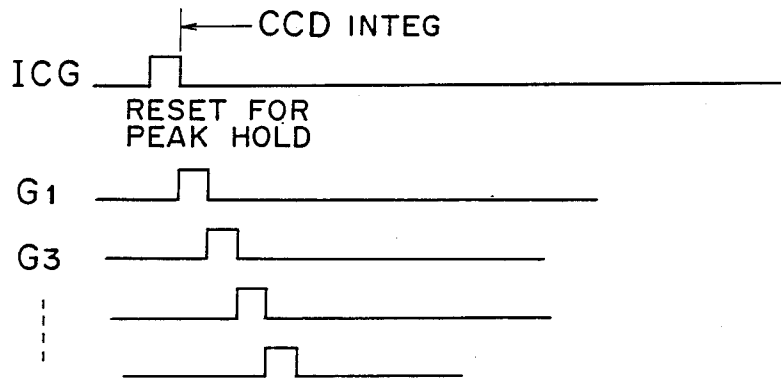 CCD INTEG
ICG
RESET FOR
PEAK HOLD
G1
G3